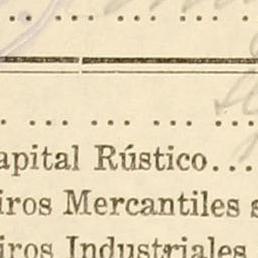 apital Rústico...
iros Mercantiles s
iros Industriales